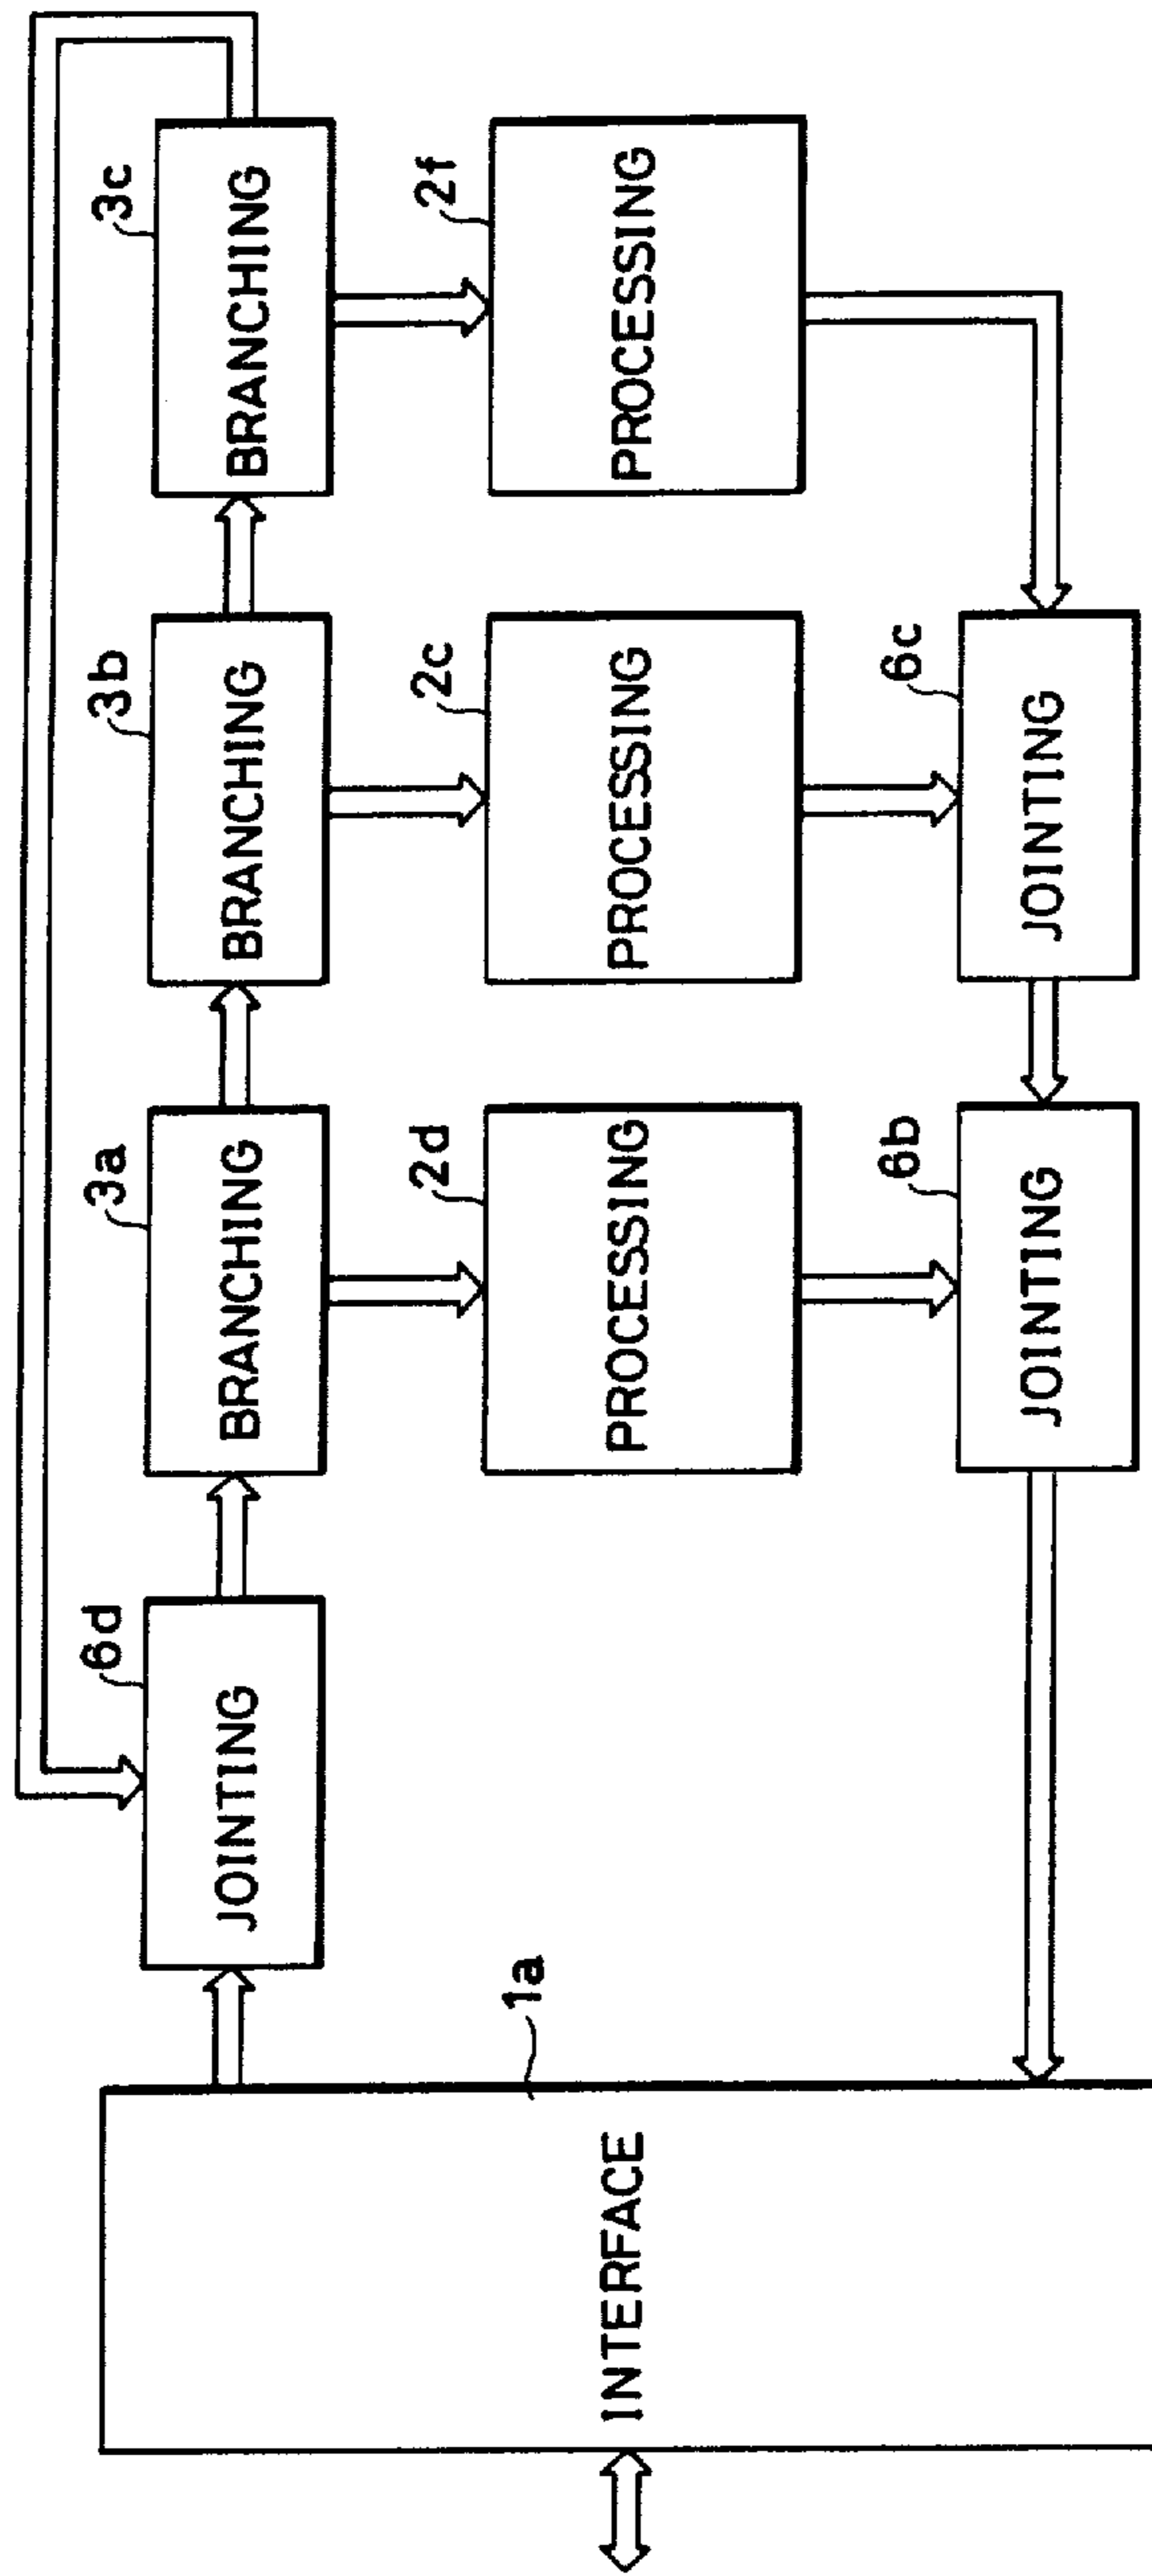 6d
JOINTING
3a
BRANCHING
3b
BRANCHING
3c
BRANCHING
INTERFACE
1a
2d
PROCESSING
2c
PROCESSING
2f
PROCESSING
6b
JOINTING
6c
JOINTING